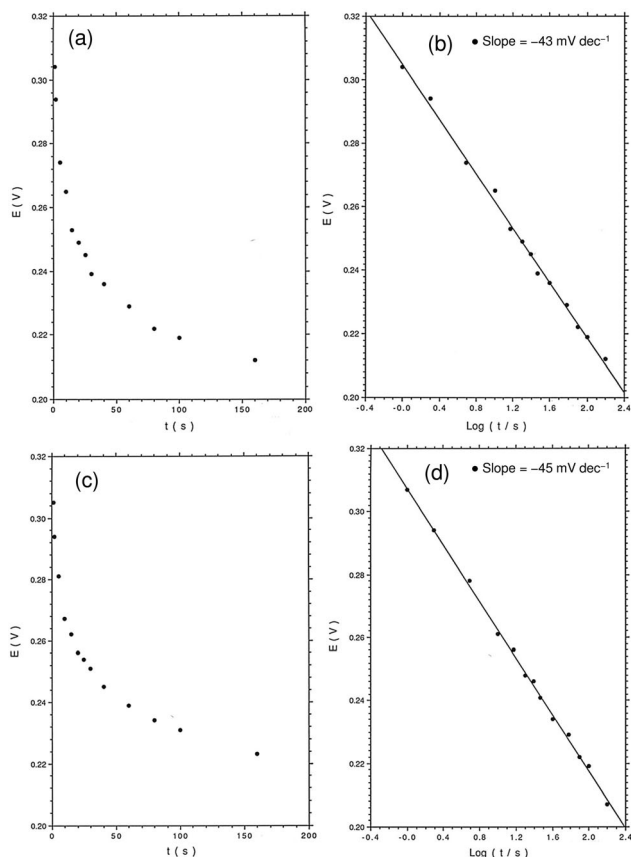 (a)
0.32
0.30
0.28
0.26
0.24
0.22
0.20
E ( V )
0 50 100 150 200
t ( s )
(b)
● Slope = −43 mV dec⁻¹
0.32
0.30
0.28
0.26
0.24
0.22
0.20
E ( V )
-0.4 -0.0 0.4 0.8 1.2 1.6 2.0 2.4
Log ( t / s )
(c)
0.32
0.30
0.28
0.26
0.24
0.22
0.20
E ( V )
0 50 100 150 200
t ( s )
(d)
● Slope = −45 mV dec⁻¹
0.32
0.30
0.28
0.26
0.24
0.22
0.20
E ( V )
-0.4 -0.0 0.4 0.8 1.2 1.6 2.0 2.4
Log ( t / s )